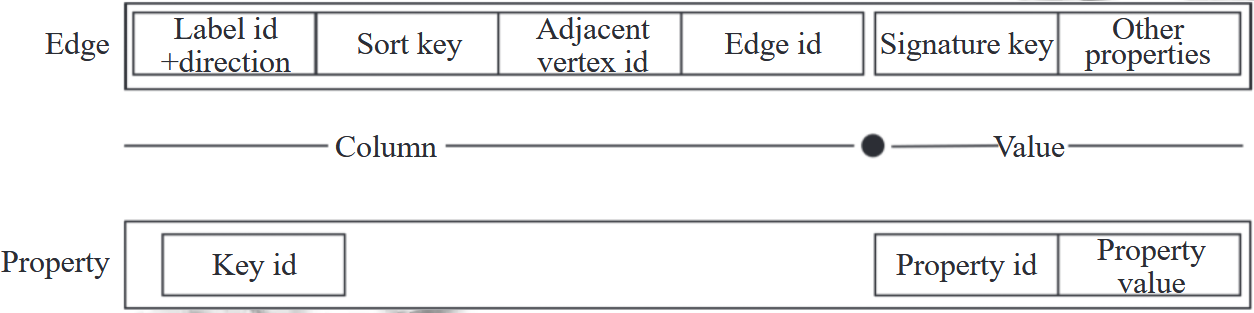 Edge
Label id
+direction
Sort key
Adjacent
vertex id
Edge id
Signature key
Other
properties
Column
Value
Property
Key id
Property id
Property
value